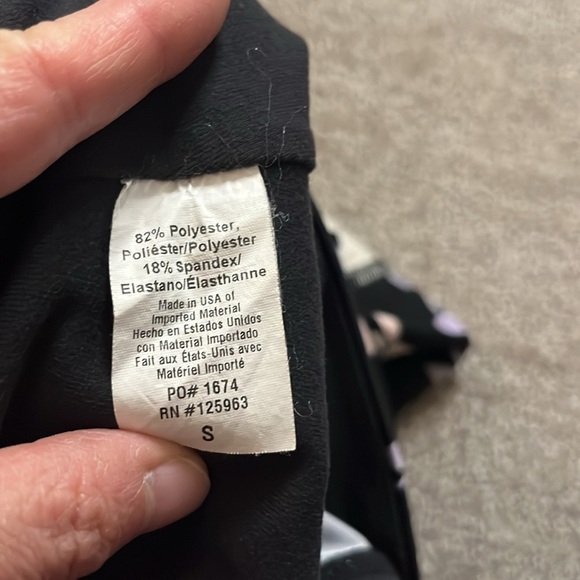 82% Polyester,
Poliéster/Polyester
18% Spandex/
Elastano/Élasthanne
Made in USA of
Imported Material
Hecho en Estados Unidos
con Material Importado
Fait aux États-Unis avec
Matériel Importé
PO# 1674
RN #125963
S